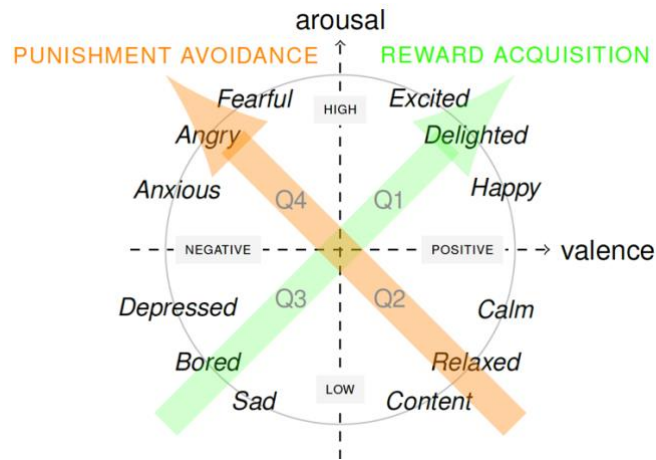 arousal
PUNISHMENT AVOIDANCE
REWARD ACQUISITION
Fearful
HIGH
Excited
Angry
Delighted
Anxious
Q4
Q1
Happy
NEGATIVE
POSITIVE
valence
Depressed
Q3
Q2
Calm
Bored
Relaxed
Sad
LOW
Content